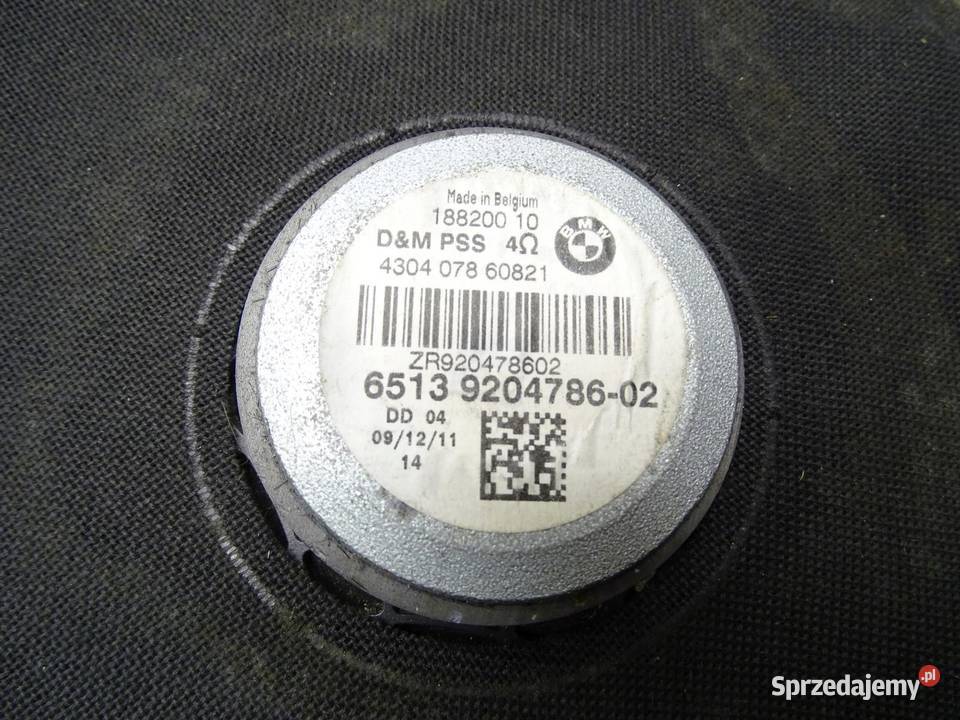 Made in Belgium
188200 10
BMW
D&M PSS 4Ω
4304 078 60821
ZR920478602
6513 9204786-02
DD 04
09/12/11
14
Sprzedajemy.pl